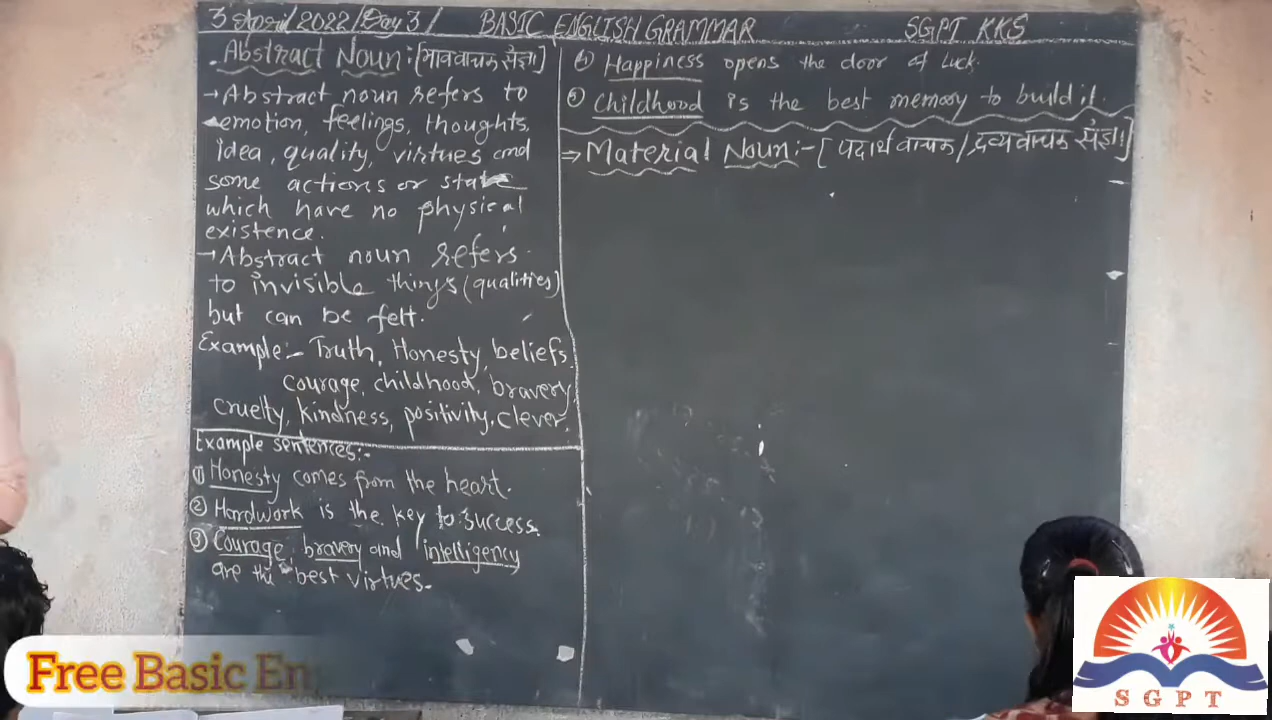 3 April 2022/Day 3/ BASIC ENGLISH GRAMMAR SGPT KKS
Abstract Noun:-[भाववाचक संज्ञा]
→Abstract noun refers to
emotion, feelings, thoughts,
idea, quality, virtues and
some actions or state
which have no physical
existence.
→Abstract noun refers
to invisible things (qualities)
but can be felt.
Example:- Truth, Honesty, beliefs
courage, childhood, bravery,
cruelty, kindness, positivity, clever,
Example sentences:-
① Honesty comes from the heart.
② Hardwork is the key to success.
③ Courage, bravery and intelligency
are the best virtues.
④ Happiness opens the door of luck.
⑤ Childhood is the best memory to build it.
⇒ Material Noun:-[पदार्थ वाचक/द्रव्य वाचक संज्ञा]
Free Basic En
SGPT